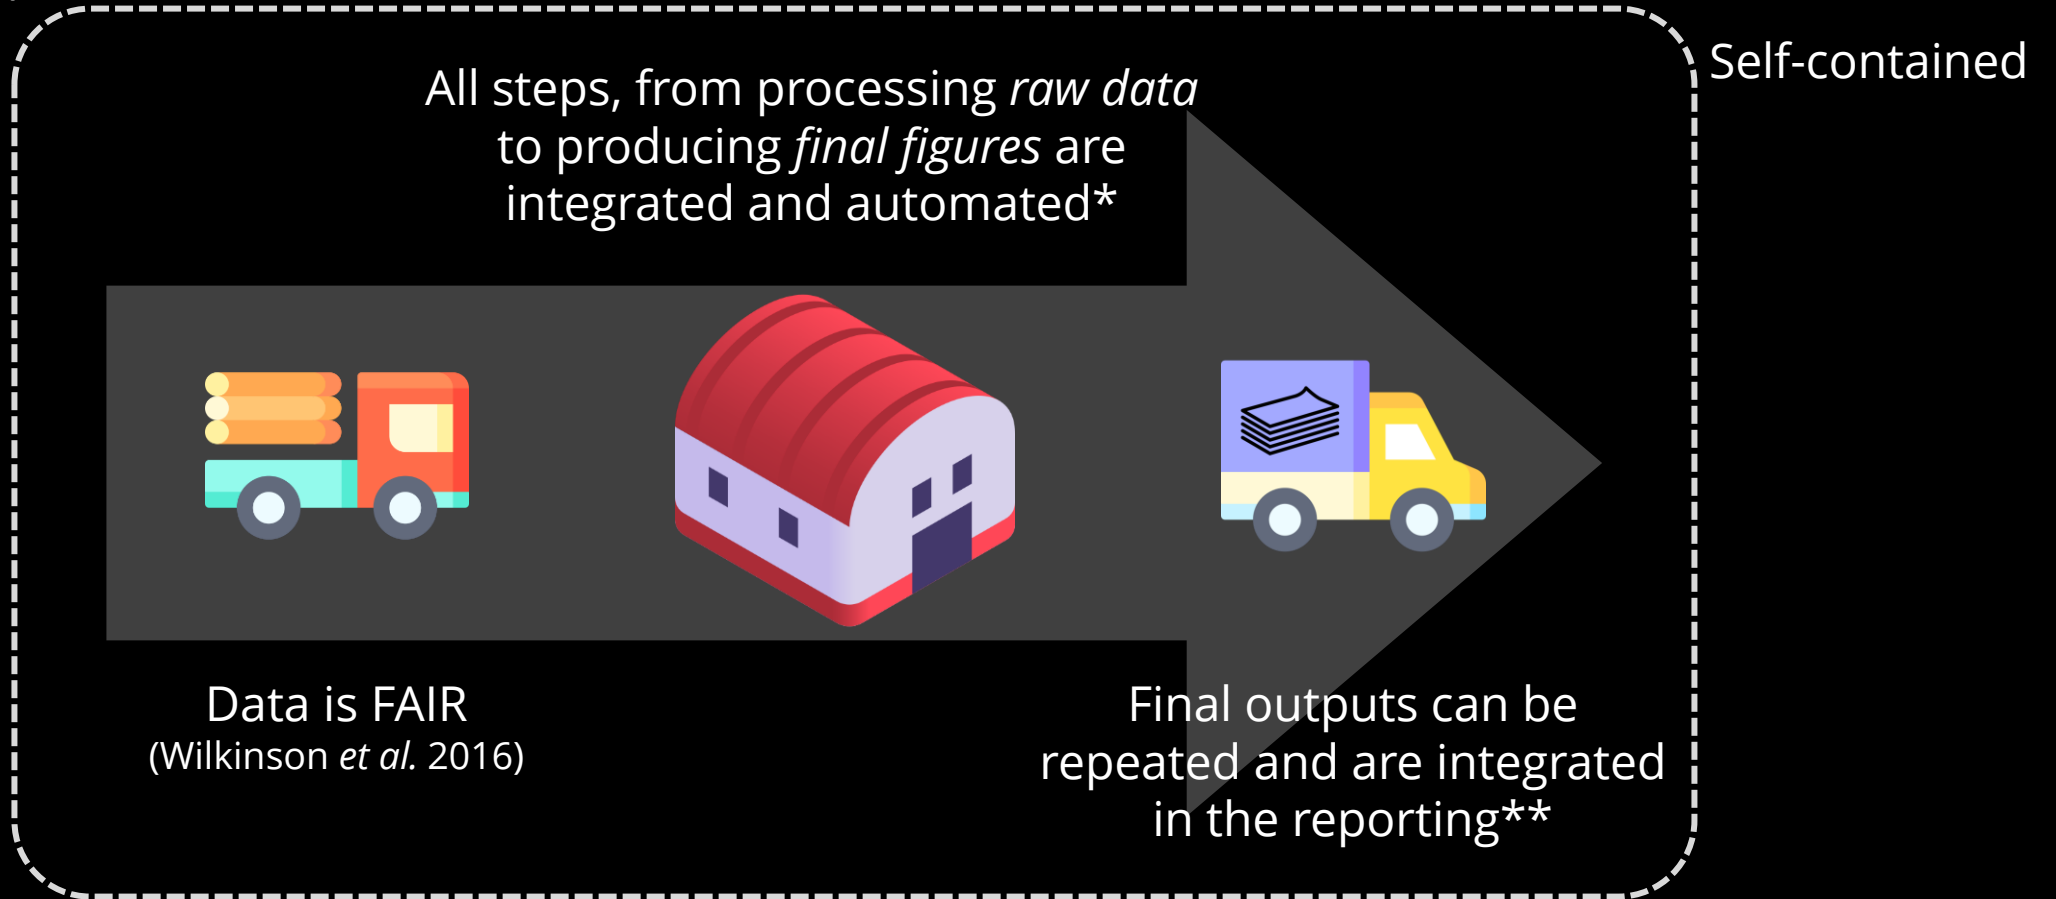 Self-contained
All steps, from processing raw data
to producing final figures are
integrated and automated*
Data is FAIR
(Wilkinson et al. 2016)
Final outputs can be
repeated and are integrated
in the reporting**